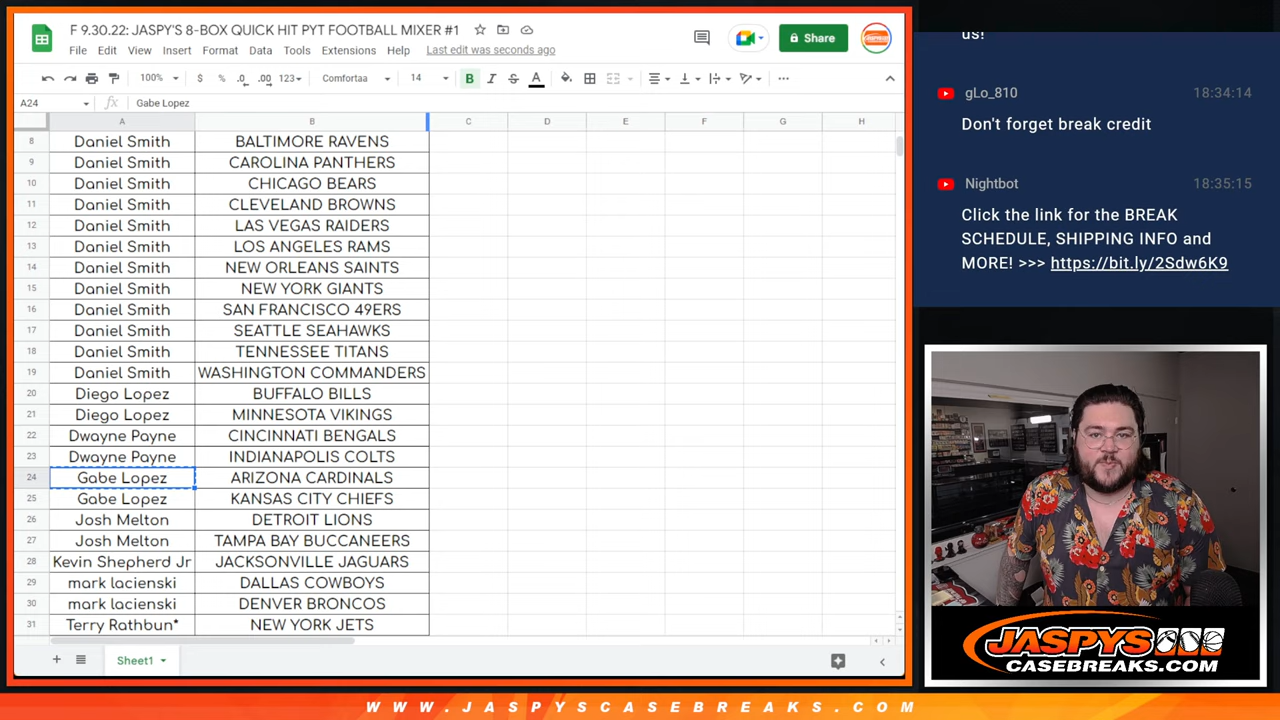 F 9.30.22: JASPY'S 8-BOX QUICK HIT PYT FOOTBALL MIXER #1
File Edit View Insert Format Data Tools Extensions Help Last edit was seconds ago
Share
100% $ % .0 .00 123 Comfortaa 14 B I S A
A24 fx Gabe Lopez
A B C D E F G H
8 Daniel Smith BALTIMORE RAVENS
9 Daniel Smith CAROLINA PANTHERS
10 Daniel Smith CHICAGO BEARS
11 Daniel Smith CLEVELAND BROWNS
12 Daniel Smith LAS VEGAS RAIDERS
13 Daniel Smith LOS ANGELES RAMS
14 Daniel Smith NEW ORLEANS SAINTS
15 Daniel Smith NEW YORK GIANTS
16 Daniel Smith SAN FRANCISCO 49ERS
17 Daniel Smith SEATTLE SEAHAWKS
18 Daniel Smith TENNESSEE TITANS
19 Daniel Smith WASHINGTON COMMANDERS
20 Diego Lopez BUFFALO BILLS
21 Diego Lopez MINNESOTA VIKINGS
22 Dwayne Payne CINCINNATI BENGALS
23 Dwayne Payne INDIANAPOLIS COLTS
24 Gabe Lopez ARIZONA CARDINALS
25 Gabe Lopez KANSAS CITY CHIEFS
26 Josh Melton DETROIT LIONS
27 Josh Melton TAMPA BAY BUCCANEERS
28 Kevin Shepherd Jr JACKSONVILLE JAGUARS
29 mark lacienski DALLAS COWBOYS
30 mark lacienski DENVER BRONCOS
31 Terry Rathbun* NEW YORK JETS
Sheet1
us!
gLo_810 18:34:14
Don't forget break credit
Nightbot 18:35:15
Click the link for the BREAK
SCHEDULE, SHIPPING INFO and
MORE! >>> https://bit.ly/2Sdw6K9
JASPYS
CASEBREAKS.COM
WWW.JASPYSCASEBREAKS.COM